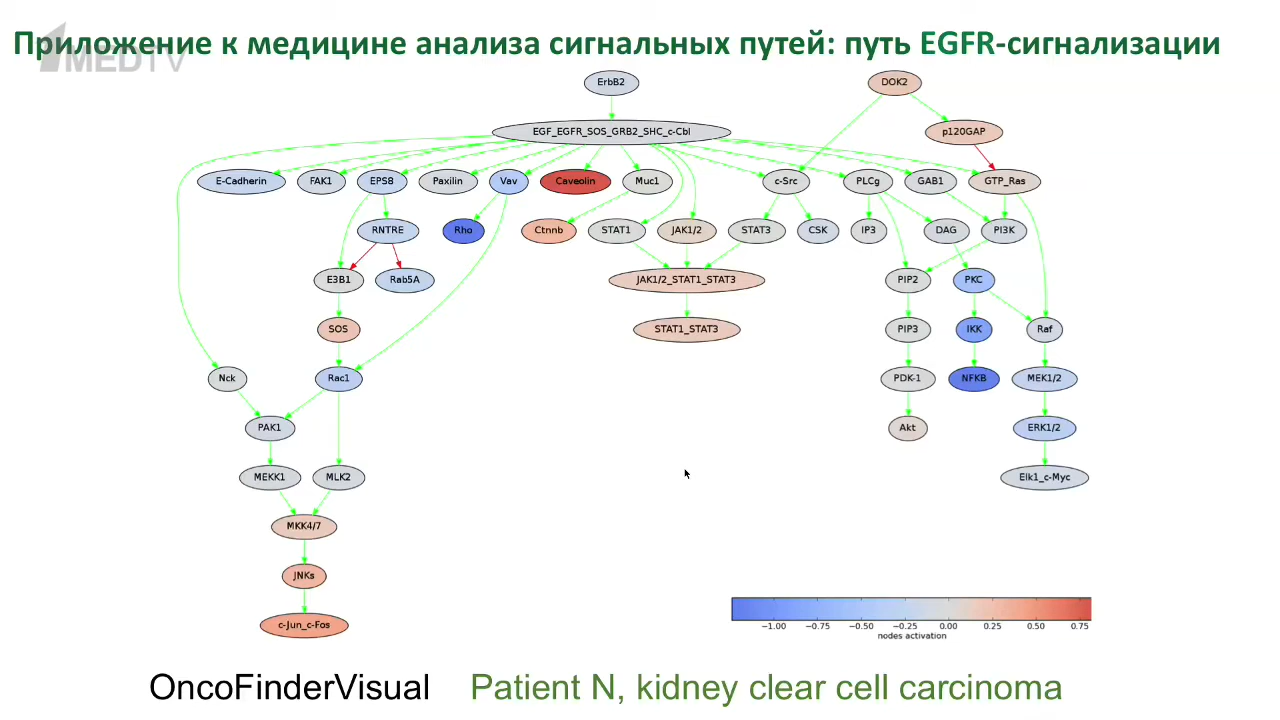 Приложение к медицине анализа сигнальных путей: путь EGFR-сигнализации
1MEDTV
ErbB2 DOK2
EGF_EGFR_SOS_GRB2_SHC_c-Cbl p120GAP
E-Cadherin FAK1 EPS8 Paxilin Vav Caveolin Muc1 c-Src PLCg GAB1 GTP_Ras
RNTRE Rho Ctnnb STAT1 JAK1/2 STAT3 CSK IP3 DAG PI3K
E3B1 Rab5A JAK1/2_STAT1_STAT3 PIP2 PKC
SOS STAT1_STAT3 PIP3 IKK Raf
Nck Rac1 PDK-1 NFKB MEK1/2
PAK1 Akt ERK1/2
MEKK1 MLK2 Elk1_c-Myc
MKK4/7
JNKs
c-Jun_c-Fos
−1.00 −0.75 −0.50 −0.25 0.00 0.25 0.50 0.75
nodes activation
OncoFinderVisual Patient N, kidney clear cell carcinoma